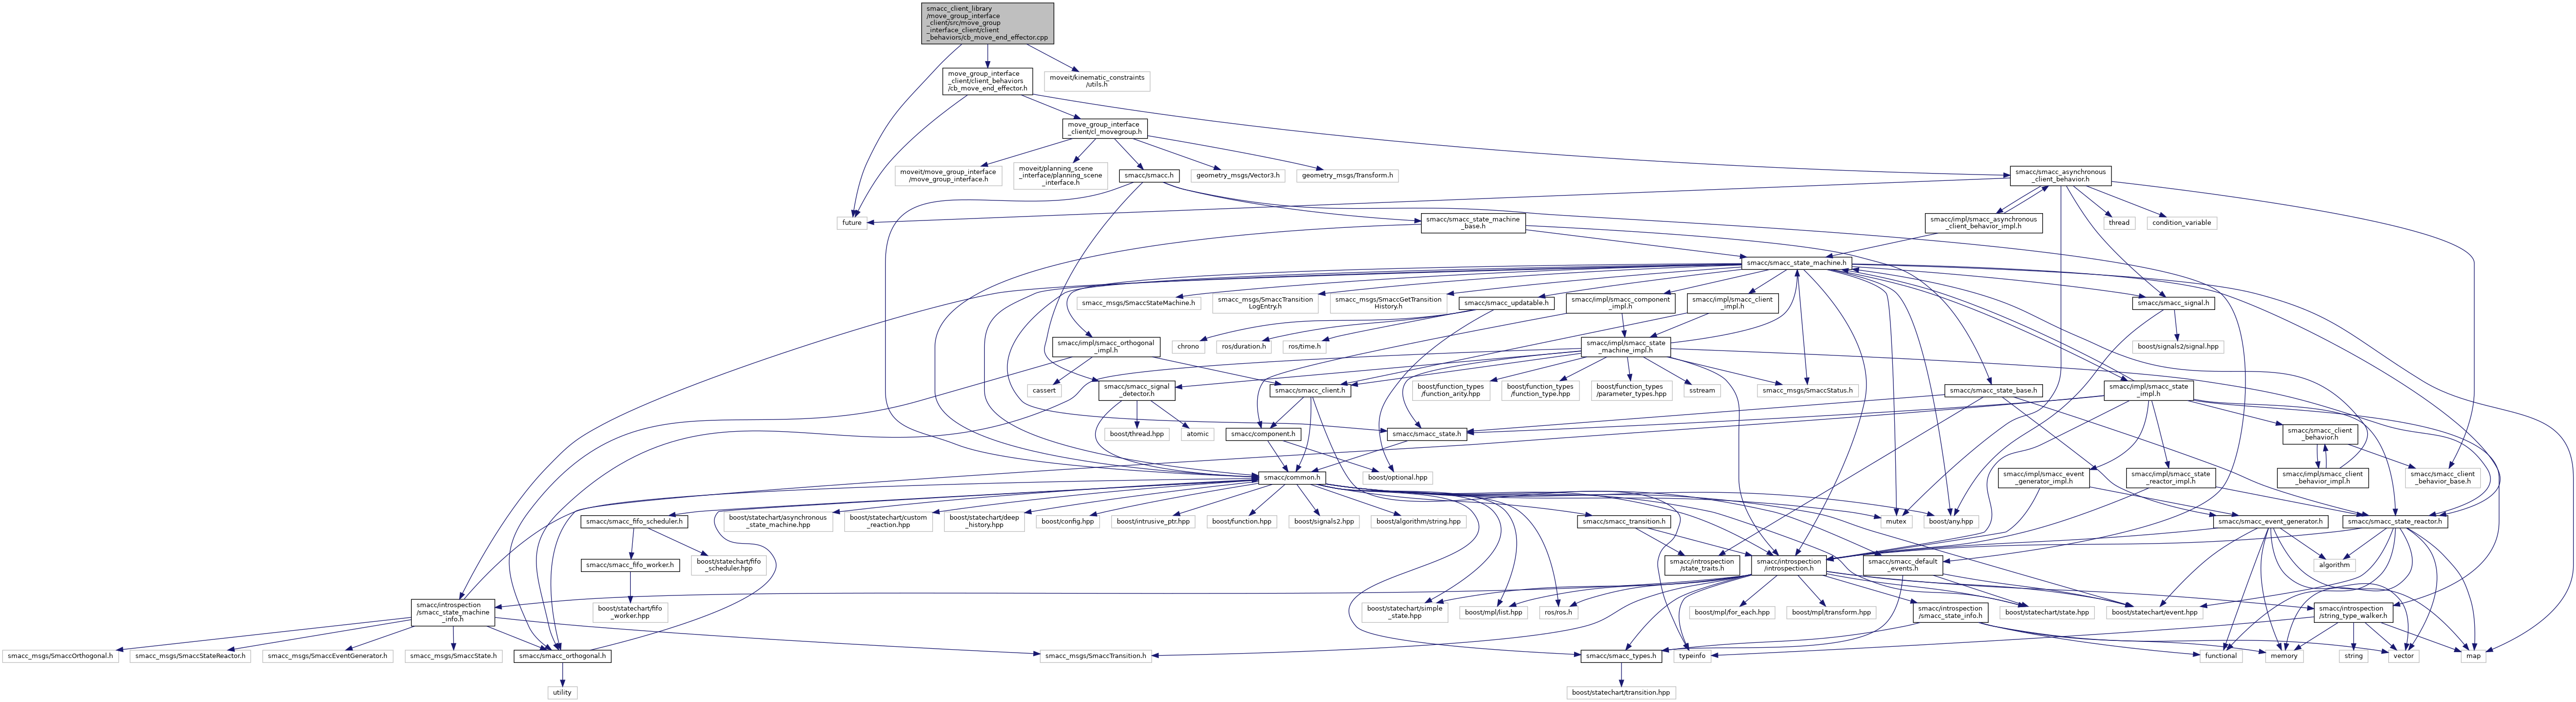 smacc_client_library
/move_group_interface
_client/src/move_group
_interface_client/client
_behaviors/cb_move_end_effector.cpp
move_group_interface
_client/client_behaviors
/cb_move_end_effector.h
moveit/kinematic_constraints
/utils.h
move_group_interface
_client/cl_movegroup.h
moveit/move_group_interface
/move_group_interface.h
moveit/planning_scene
_interface/planning_scene
_interface.h
smacc/smacc.h
geometry_msgs/Vector3.h
geometry_msgs/Transform.h
smacc/smacc_asynchronous
_client_behavior.h
future
smacc/smacc_state_machine
_base.h
smacc/impl/smacc_asynchronous
_client_behavior_impl.h
thread
condition_variable
smacc/smacc_state_machine.h
smacc_msgs/SmaccStateMachine.h
smacc_msgs/SmaccTransition
LogEntry.h
smacc_msgs/SmaccGetTransition
History.h
smacc/smacc_updatable.h
smacc/impl/smacc_component
_impl.h
smacc/impl/smacc_client
_impl.h
smacc/smacc_signal.h
smacc/impl/smacc_orthogonal
_impl.h
chrono
ros/duration.h
ros/time.h
smacc/impl/smacc_state
_machine_impl.h
boost/signals2/signal.hpp
cassert
smacc/smacc_signal
_detector.h
smacc/smacc_client.h
boost/function_types
/function_arity.hpp
boost/function_types
/function_type.hpp
boost/function_types
/parameter_types.hpp
sstream
smacc_msgs/SmaccStatus.h
smacc/smacc_state_base.h
smacc/impl/smacc_state
_impl.h
boost/thread.hpp
atomic
smacc/component.h
smacc/smacc_state.h
smacc/smacc_client
_behavior.h
smacc/common.h
boost/optional.hpp
smacc/impl/smacc_event
_generator_impl.h
smacc/impl/smacc_state
_reactor_impl.h
smacc/impl/smacc_client
_behavior_impl.h
smacc/smacc_client
_behavior_base.h
smacc/smacc_fifo_scheduler.h
boost/statechart/asynchronous
_state_machine.hpp
boost/statechart/custom
_reaction.hpp
boost/statechart/deep
_history.hpp
boost/config.hpp
boost/intrusive_ptr.hpp
boost/function.hpp
boost/signals2.hpp
boost/algorithm/string.hpp
smacc/smacc_transition.h
mutex
boost/any.hpp
smacc/smacc_event_generator.h
smacc/smacc_state_reactor.h
smacc/smacc_fifo_worker.h
boost/statechart/fifo
_scheduler.hpp
smacc/introspection
/state_traits.h
smacc/introspection
/introspection.h
smacc/smacc_default
_events.h
algorithm
smacc/introspection
/smacc_state_machine
_info.h
boost/statechart/fifo
_worker.hpp
boost/statechart/simple
_state.hpp
boost/mpl/list.hpp
ros/ros.h
boost/mpl/for_each.hpp
boost/mpl/transform.hpp
smacc/introspection
/smacc_state_info.h
boost/statechart/state.hpp
boost/statechart/event.hpp
smacc/introspection
/string_type_walker.h
smacc_msgs/SmaccOrthogonal.h
smacc_msgs/SmaccStateReactor.h
smacc_msgs/SmaccEventGenerator.h
smacc_msgs/SmaccState.h
smacc/smacc_orthogonal.h
smacc_msgs/SmaccTransition.h
smacc/smacc_types.h
typeinfo
functional
memory
string
vector
map
utility
boost/statechart/transition.hpp